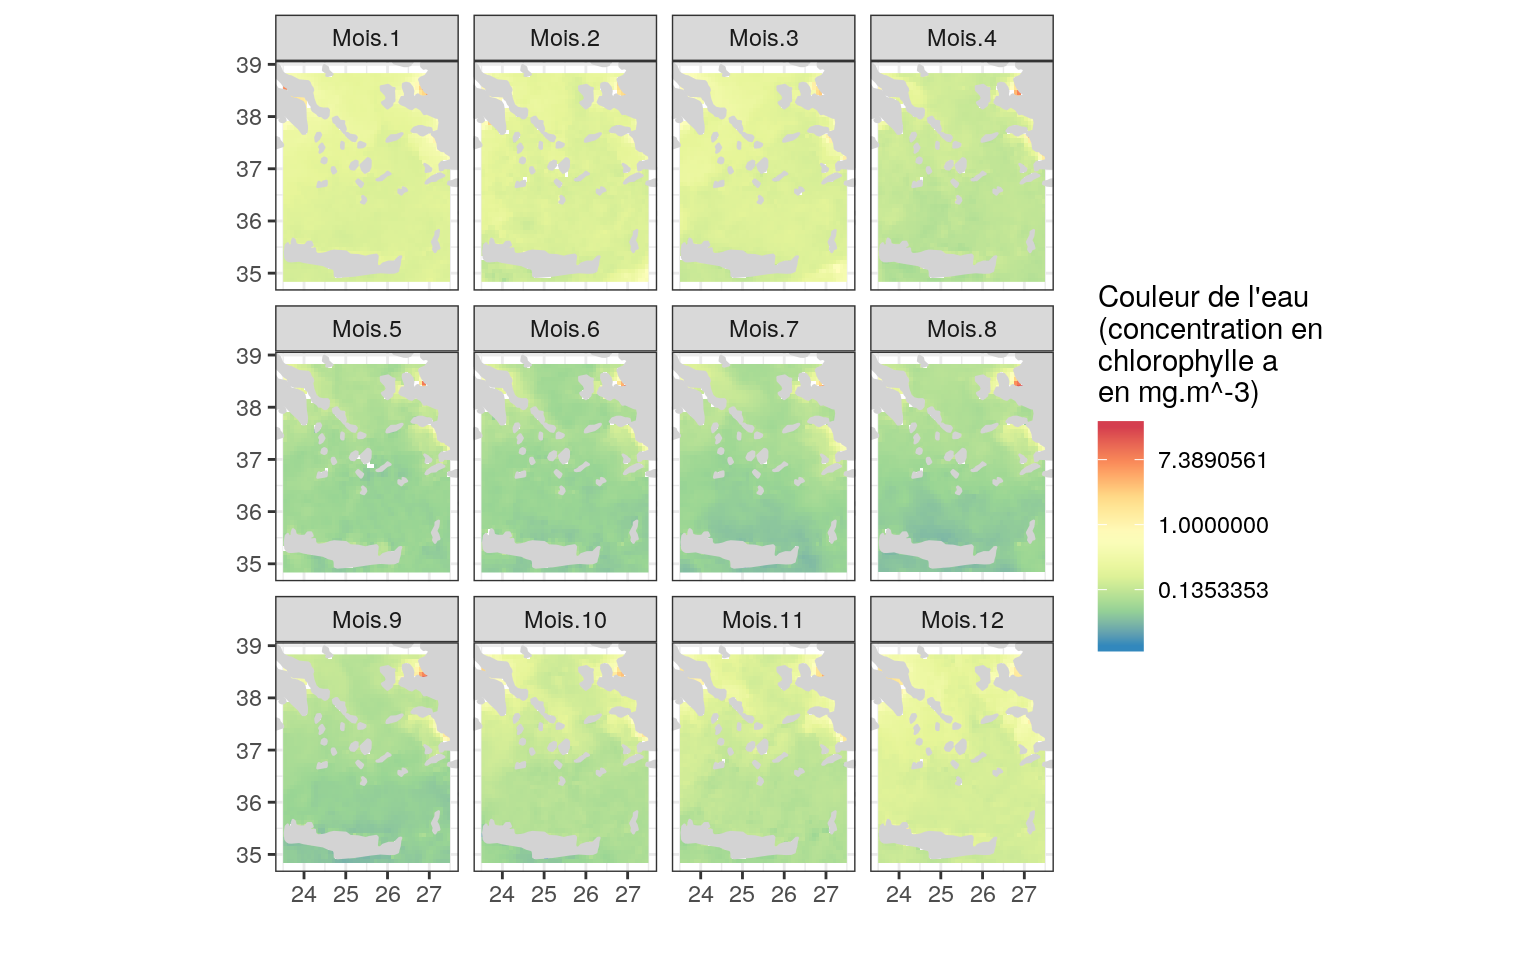 Mois.1 Mois.2 Mois.3 Mois.4
39
38
37
36
35
Mois.5 Mois.6 Mois.7 Mois.8
39
38
37
36
35
Mois.9 Mois.10 Mois.11 Mois.12
39
38
37
36
35
24 25 26 27 24 25 26 27 24 25 26 27 24 25 26 27
Couleur de l'eau
(concentration en
chlorophylle a
en mg.m^-3)
7.3890561
1.0000000
0.1353353